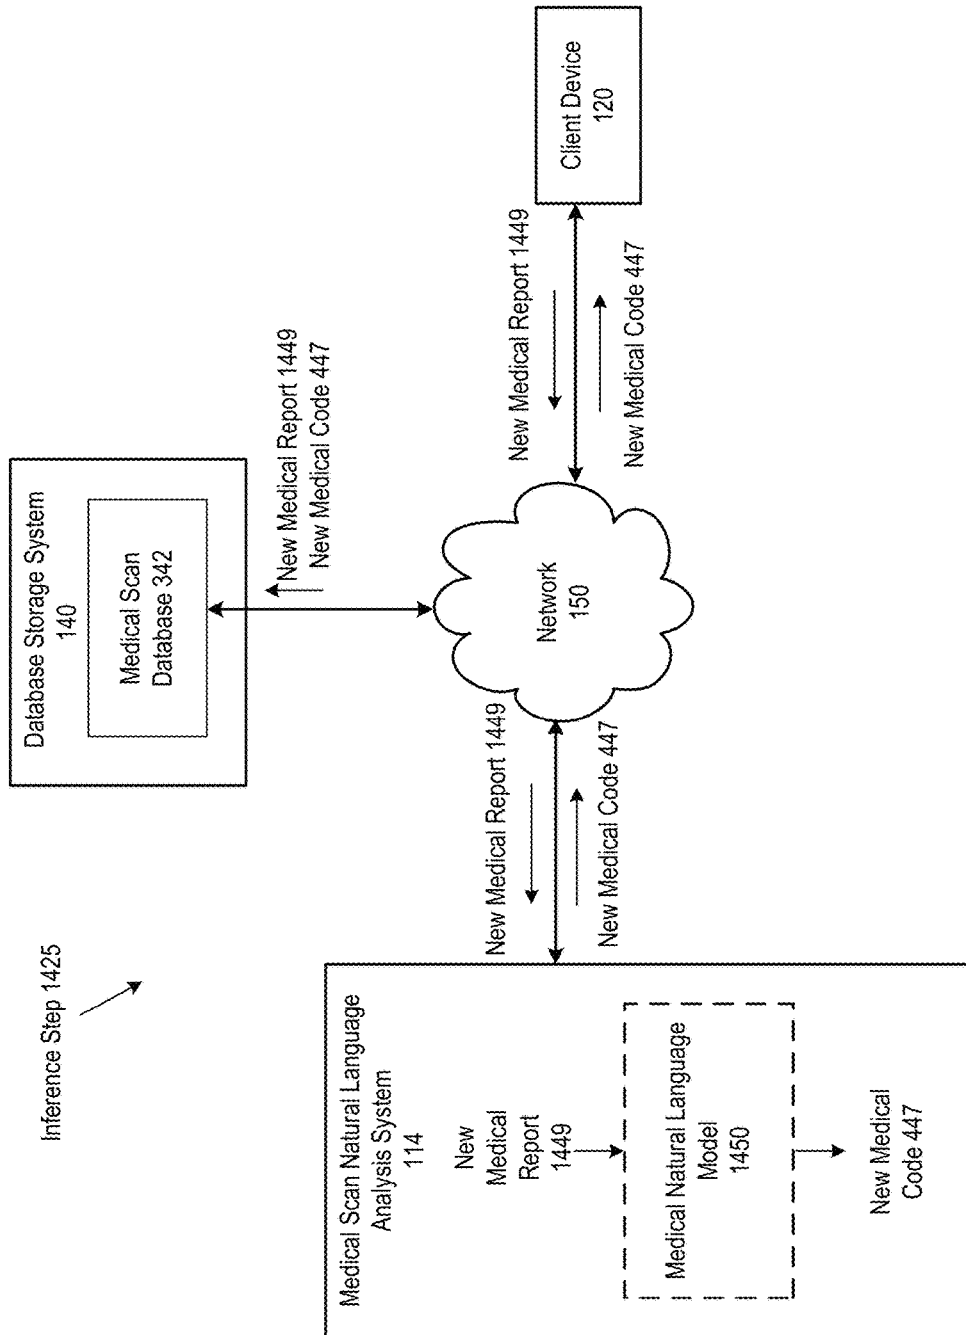 Inference Step 1425
Medical Scan Natural Language
Analysis System
114
New
Medical
Report
1449
Medical Natural Language
Model
1450
New Medical
Code 447
New Medical Report 1449
New Medical Code 447
Database Storage System
140
Medical Scan
Database 342
New Medical Report 1449
New Medical Code 447
Network
150
New Medical Report 1449
New Medical Code 447
Client Device
120